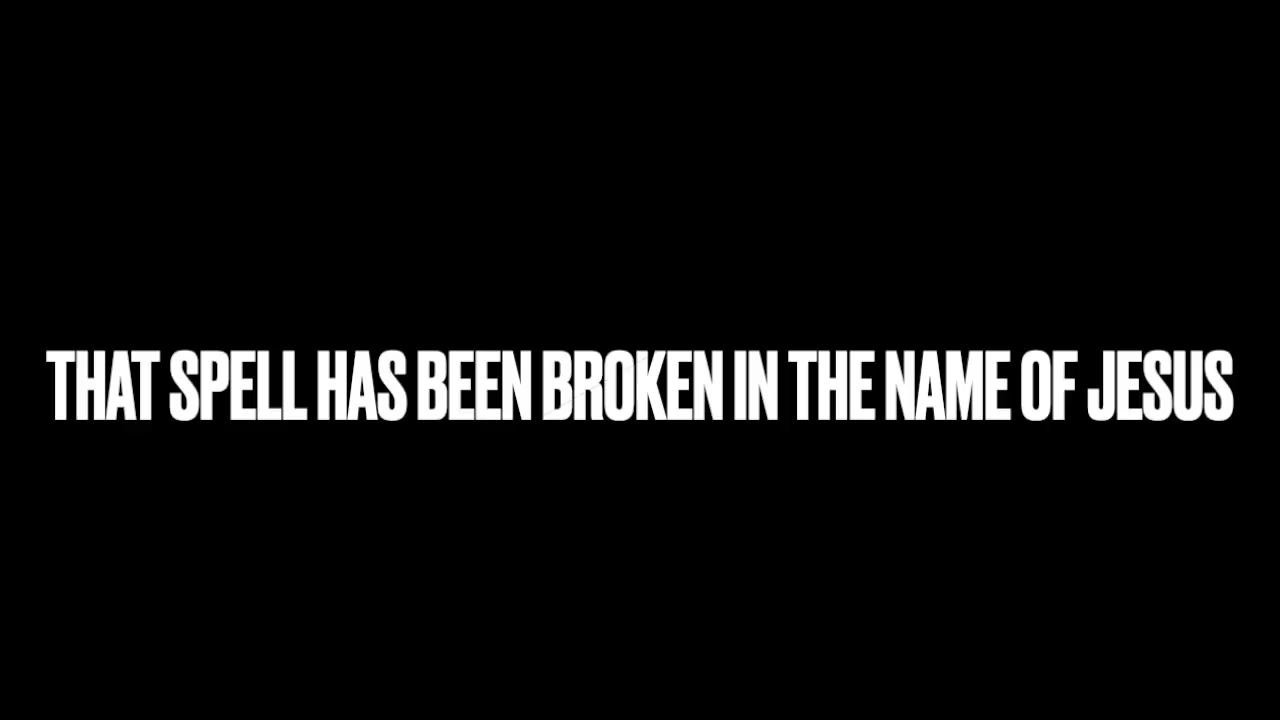 THAT SPELL HAS BEEN BROKEN IN THE NAME OF JESUS